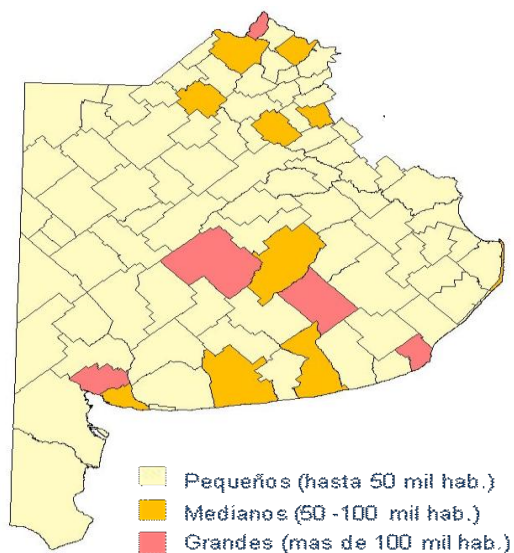 Pequeños (hasta 50 mil hab.)
Medianos (50 -100 mil hab.)
Grandes (mas de 100 mil hab.)